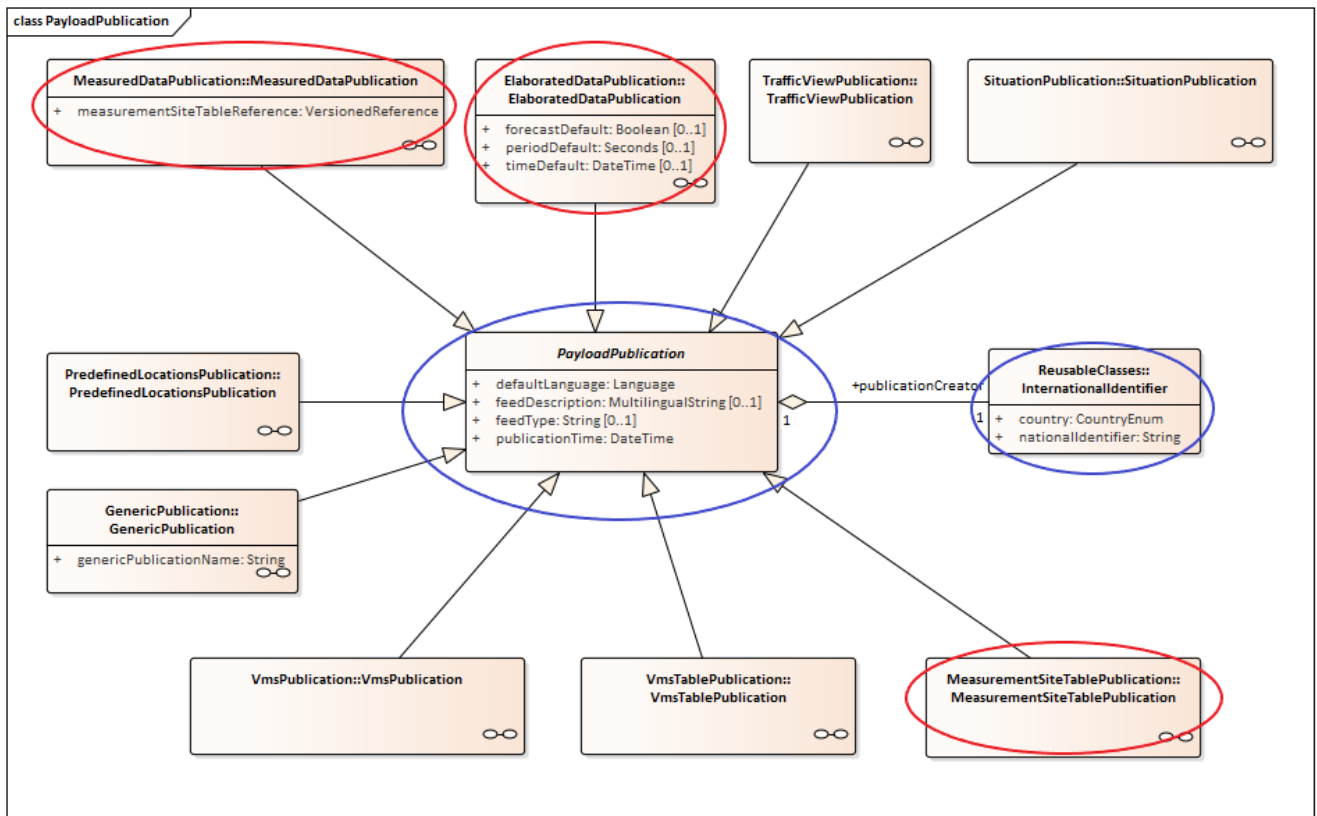 class PayloadPublication
MeasuredDataPublication::MeasuredDataPublication
+ measurementSiteTableReference: VersionedReference
ElaboratedDataPublication::
ElaboratedDataPublication
+ forecastDefault: Boolean [0..1]
+ periodDefault: Seconds [0..1]
+ timeDefault: DateTime [0..1]
TrafficViewPublication::
TrafficViewPublication
SituationPublication::SituationPublication
PredefinedLocationsPublication::
PredefinedLocationsPublication
PayloadPublication
+ defaultLanguage: Language
+ feedDescription: MultilingualString [0..1]
+ feedType: String [0..1]
+ publicationTime: DateTime
+publicationCreator
1
1
ReusableClasses::
InternationalIdentifier
+ country: CountryEnum
+ nationalIdentifier: String
GenericPublication::
GenericPublication
+ genericPublicationName: String
VmsPublication::VmsPublication
VmsTablePublication::
VmsTablePublication
MeasurementSiteTablePublication::
MeasurementSiteTablePublication